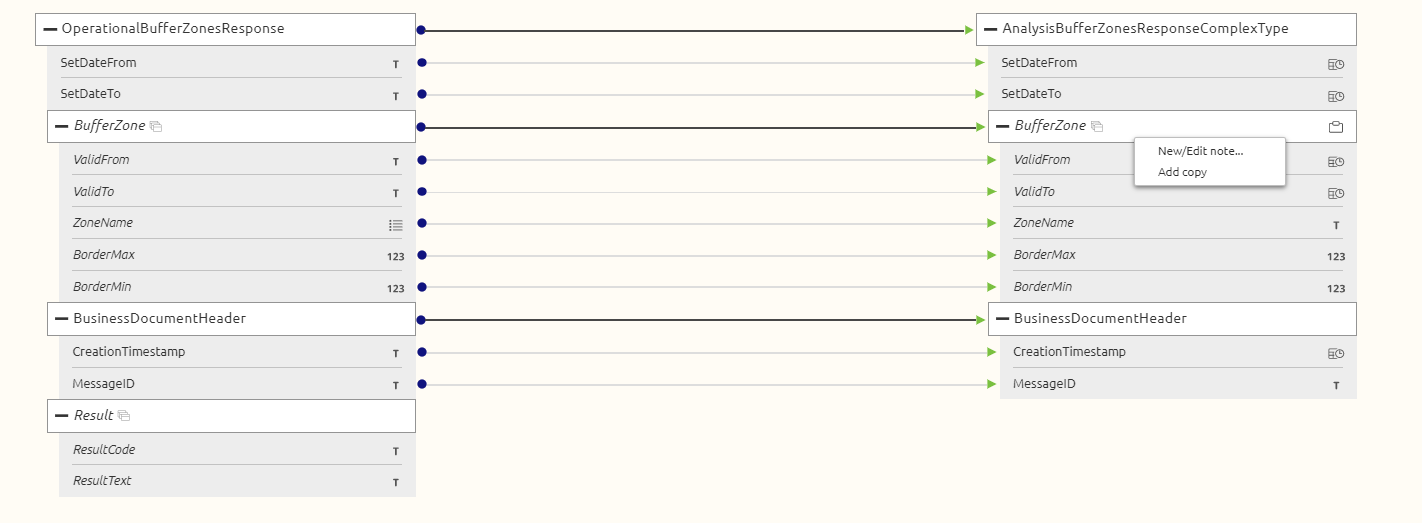 OperationalBufferZonesResponse
AnalysisBufferZonesResponseComplexType
SetDateFrom T
SetDateFrom
SetDateTo T
SetDateTo
BufferZone
BufferZone
New/Edit note...
Add copy
ValidFrom T
ValidFrom
ValidTo T
ValidTo
ZoneName
ZoneName T
BorderMax 123
BorderMax 123
BorderMin 123
BorderMin 123
BusinessDocumentHeader
BusinessDocumentHeader
CreationTimestamp T
CreationTimestamp
MessageID T
MessageID T
Result
ResultCode T
ResultText T